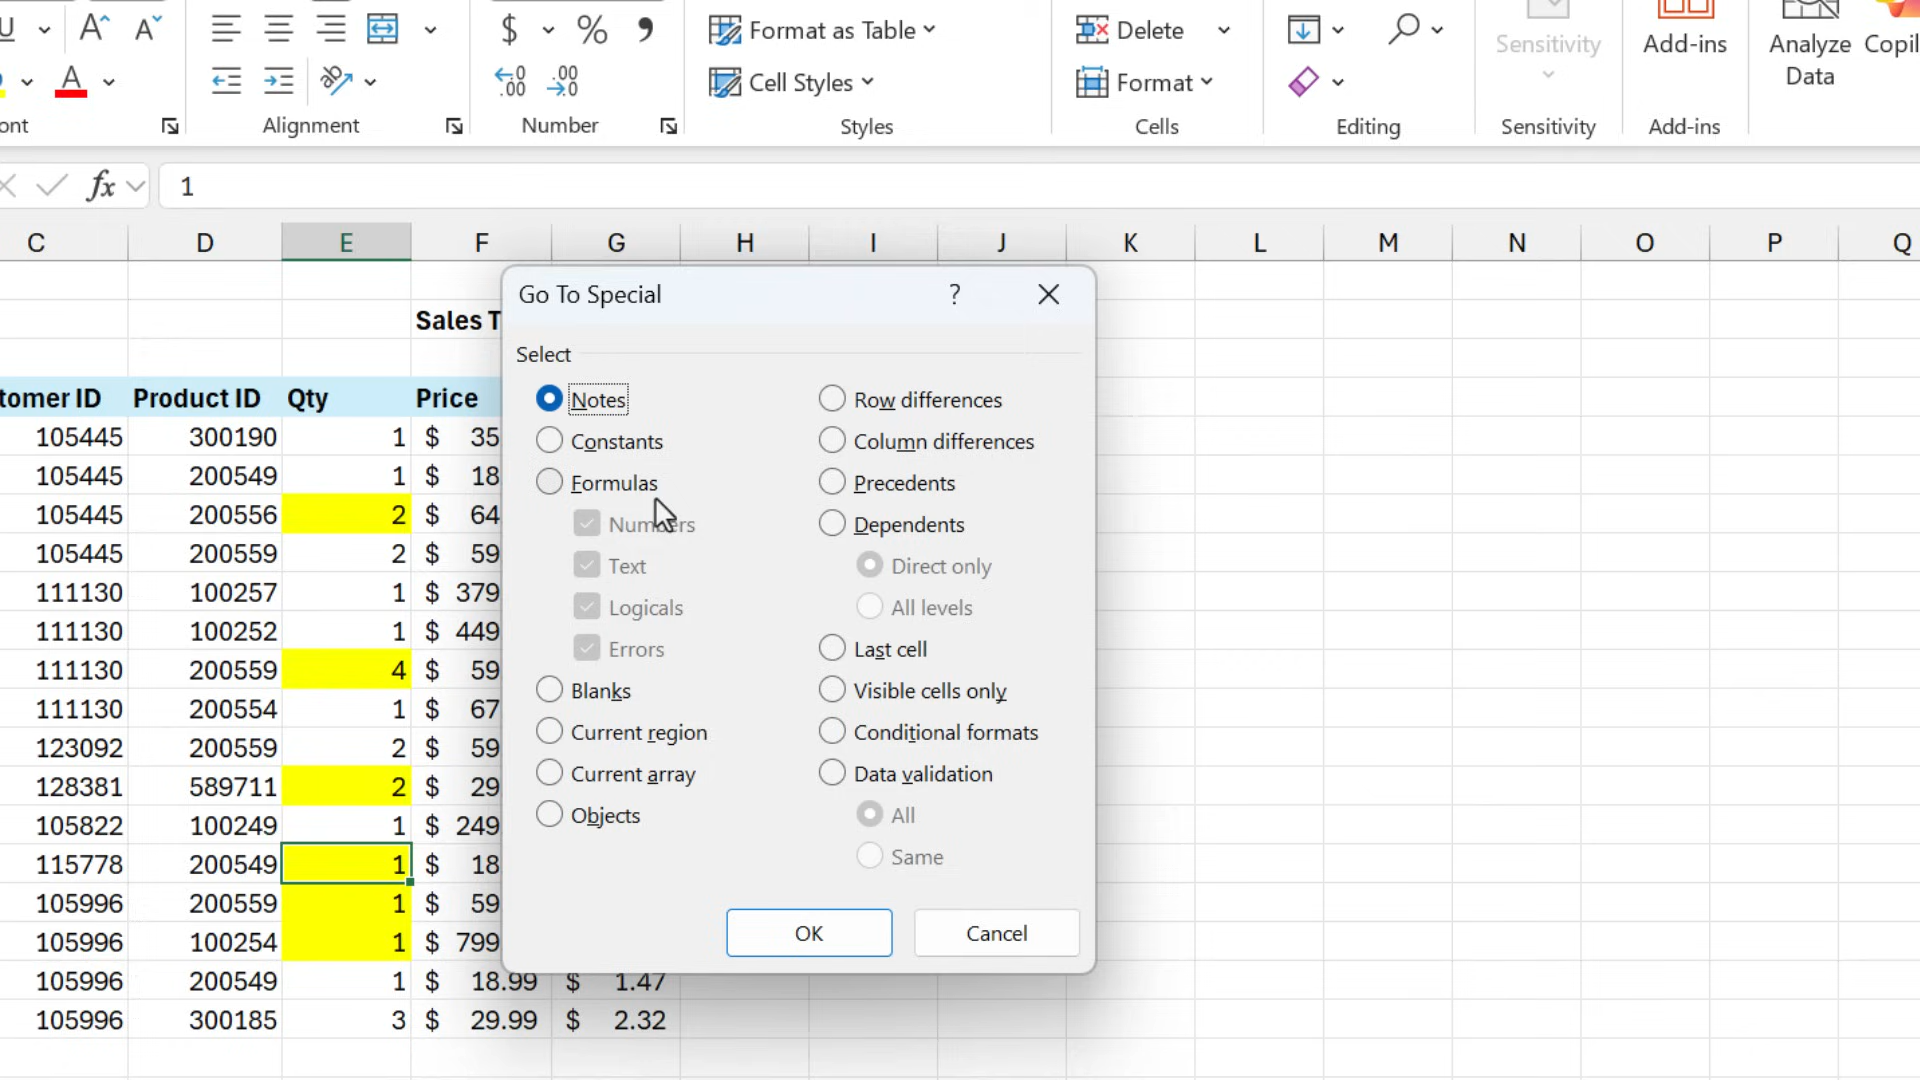 $ % , Format as Table Delete Sensitivity Add-ins Analyze Data Copil
Cell Styles Format
ont Alignment Number Styles Cells Editing Sensitivity Add-ins
fx 1
C D E F G H I J K L M N O P Q
Sales T
tomer ID Product ID Qty Price
105445 300190 1 $ 35
105445 200549 1 $ 18
105445 200556 2 $ 64
105445 200559 2 $ 59
111130 100257 1 $ 379
111130 100252 1 $ 449
111130 200559 4 $ 59
111130 200554 1 $ 67
123092 200559 2 $ 59
128381 589711 2 $ 29
105822 100249 1 $ 249
115778 200549 1 $ 18
105996 200559 1 $ 59
105996 100254 1 $ 799
105996 200549 1 $ 18.99 $ 1.47
105996 300185 3 $ 29.99 $ 2.32
Go To Special ?
Select
Notes
Constants
Formulas
Numbers
Text
Logicals
Errors
Blanks
Current region
Current array
Objects
Row differences
Column differences
Precedents
Dependents
Direct only
All levels
Last cell
Visible cells only
Conditional formats
Data validation
All
Same
OK Cancel